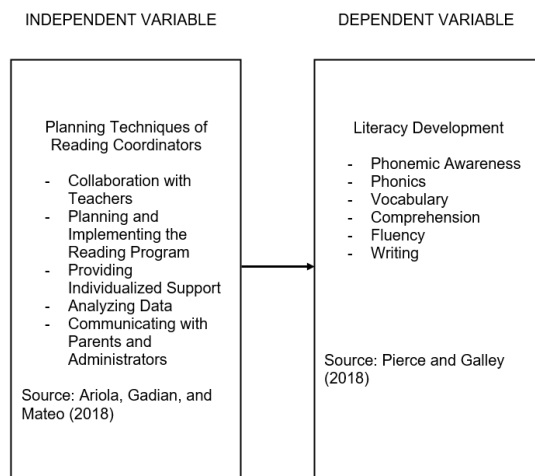 INDEPENDENT VARIABLE
Planning Techniques of
Reading Coordinators
- Collaboration with
Teachers
- Planning and
Implementing the
Reading Program
- Providing
Individualized Support
- Analyzing Data
- Communicating with
Parents and
Administrators
Source: Ariola, Gadian, and
Mateo (2018)
DEPENDENT VARIABLE
Literacy Development
- Phonemic Awareness
- Phonics
- Vocabulary
- Comprehension
- Fluency
- Writing
Source: Pierce and Galley
(2018)